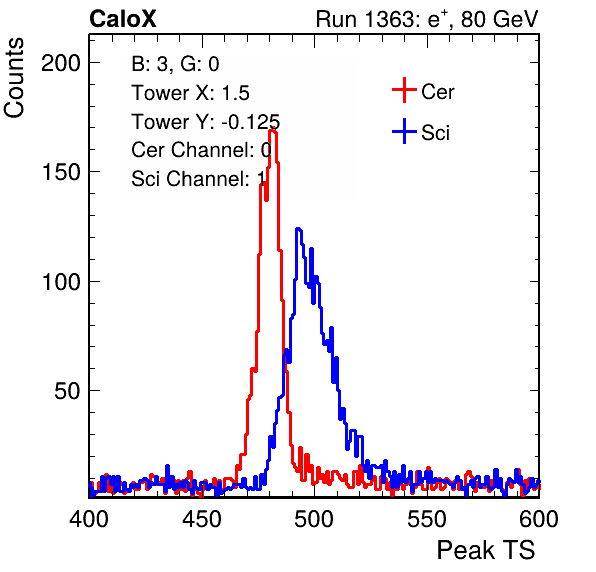 CaloX
Run 1363: e⁺, 80 GeV
Counts
B: 3, G: 0
Tower X: 1.5
Tower Y: -0.125
Cer Channel: 0
Sci Channel: 1
Cer
Sci
200
150
100
50
400 450 500 550 600
Peak TS